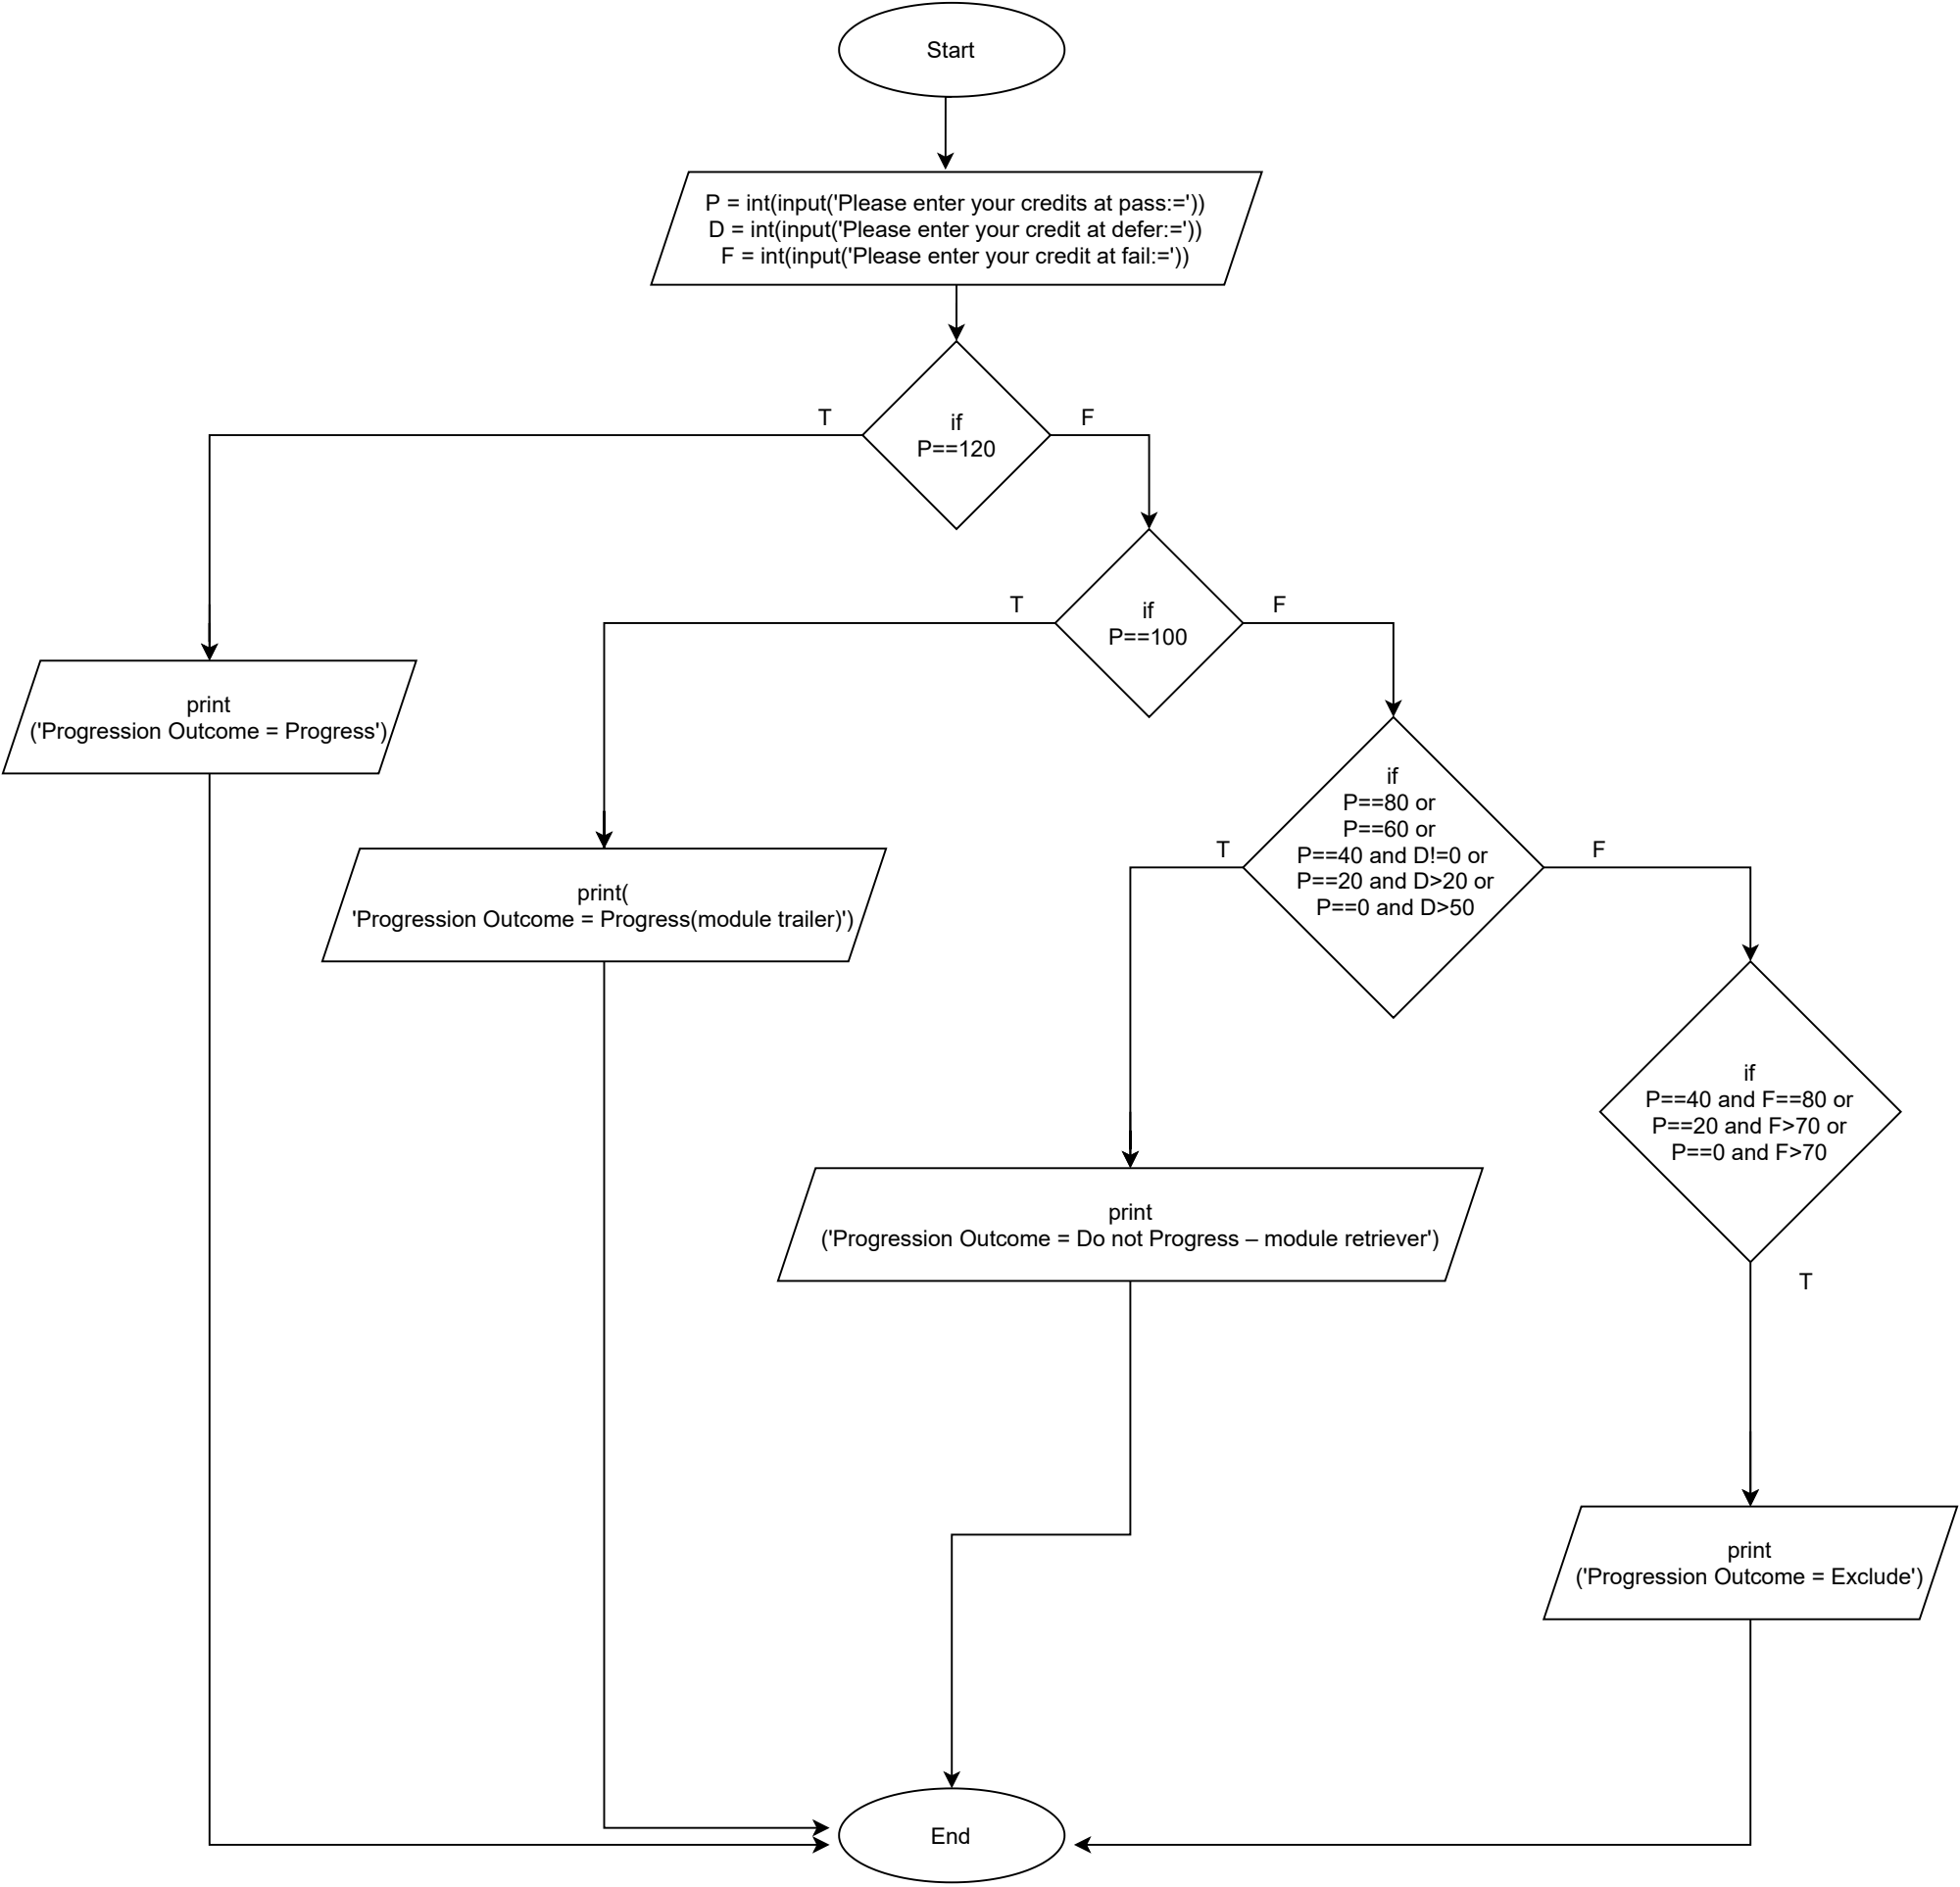 Start
P = int(input('Please enter your credits at pass:='))
D = int(input('Please enter your credit at defer:='))
F = int(input('Please enter your credit at fail:='))
T
F
if
P==120
T
F
if
P==100
print
('Progression Outcome = Progress')
T
F
if
P==80 or
P==60 or
P==40 and D!=0 or
P==20 and D>20 or
P==0 and D>50
print(
'Progression Outcome = Progress(module trailer)')
if
P==40 and F==80 or
P==20 and F>70 or
P==0 and F>70
T
print
('Progression Outcome = Do not Progress – module retriever')
print
('Progression Outcome = Exclude')
End